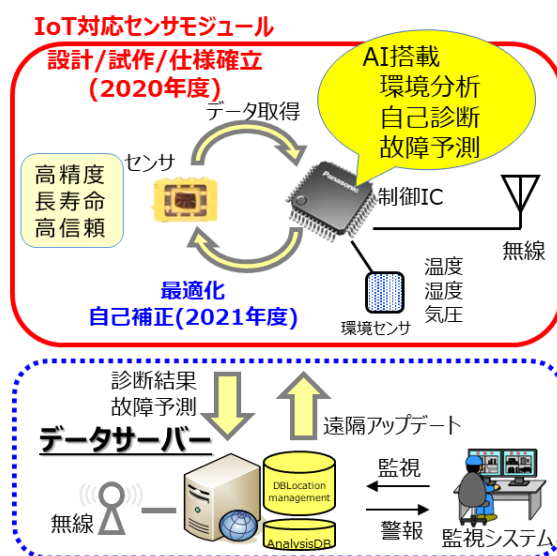 IoT対応センサモジュール
設計/試作/仕様確立
(2020年度)
AI搭載
環境分析
自己診断
故障予測
データ取得
センサ
高精度
長寿命
高信頼
Panasonic
制御IC
無線
最適化
自己補正(2021年度)
温度
湿度
気圧
環境センサ
診断結果
故障予測
遠隔アップデート
データサーバー
DBLocation
management
AnalysisDB
無線
監視
警報
監視システム